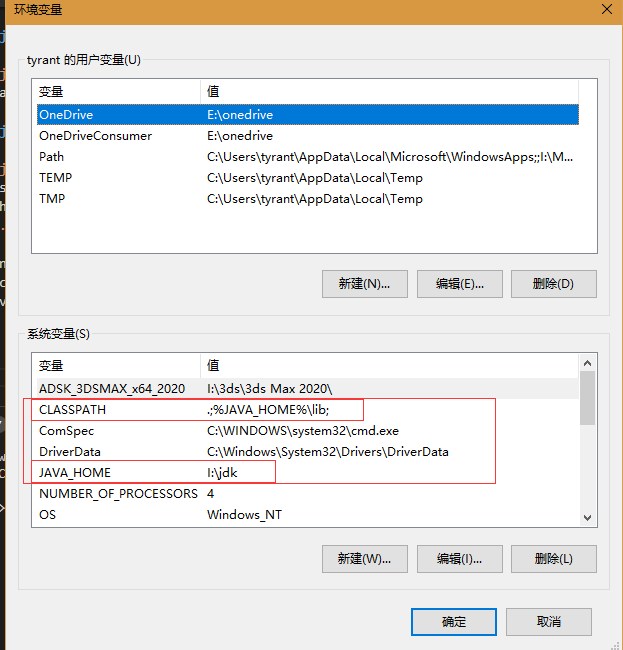 环境变量
tyrant 的用户变量(U)
变量 值
OneDrive E:\onedrive
OneDriveConsumer E:\onedrive
Path C:\Users\tyrant\AppData\Local\Microsoft\WindowsApps;;I:\M...
TEMP C:\Users\tyrant\AppData\Local\Temp
TMP C:\Users\tyrant\AppData\Local\Temp
新建(N)... 编辑(E)... 删除(D)
系统变量(S)
变量 值
ADSK_3DSMAX_x64_2020 I:\3ds\3ds Max 2020\
CLASSPATH .;%JAVA_HOME%\lib;
ComSpec C:\WINDOWS\system32\cmd.exe
DriverData C:\Windows\System32\Drivers\DriverData
JAVA_HOME I:\jdk
NUMBER_OF_PROCESSORS 4
OS Windows_NT
新建(W)... 编辑(I)... 删除(L)
确定 取消